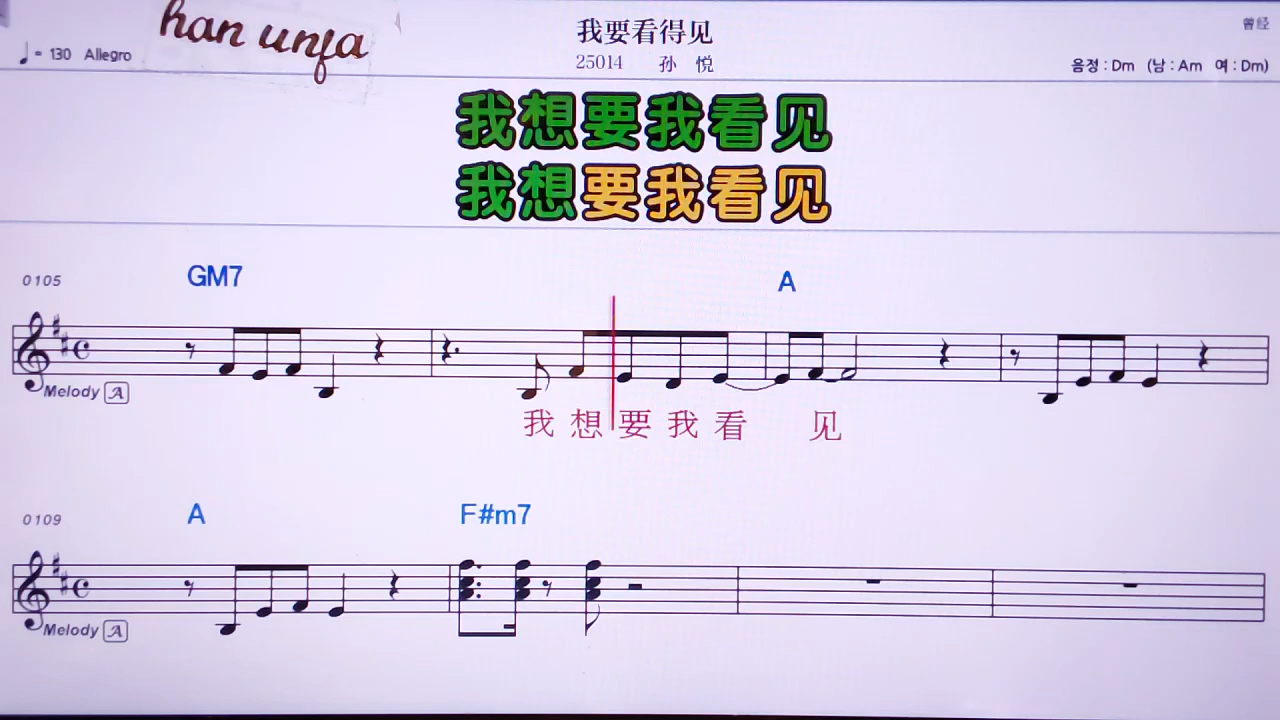 han unfa
我要看得见
曾经
♩= 130 Allegro
25014 孙 悦
음정 : Dm (남 : Am 여 : Dm)
我想要我看见
我想要我看见
0105 GM7 A
Melody A
我 想 要 我 看 见
0109 A F#m7
Melody A